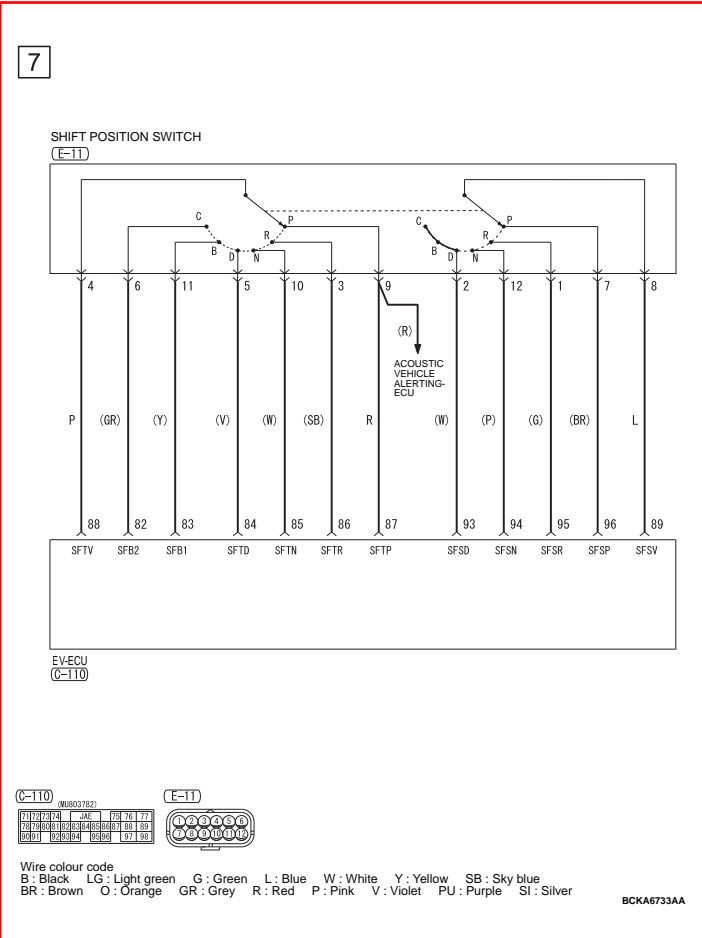 7
SHIFT POSITION SWITCH
(E-11)
C P C P
R R
B D N B D N
4 6 11 5 10 3 9 2 12 1 7 8
(R)
ACOUSTIC
VEHICLE
ALERTING-
ECU
P (GR) (Y) (V) (W) (SB) R (W) (P) (G) (BR) L
88 82 83 84 85 86 87 93 94 95 96 89
SFTV SFB2 SFB1 SFTD SFTN SFTR SFTP SFSD SFSN SFSR SFSP SFSV
EV-ECU
(C-110)
(C-110) (MU803782) (E-11)
71 72 73 74 JAE 75 76 77
78 79 80 81 82 83 84 85 86 87 88 89
90 91 92 93 94 95 96 97 98
1 2 3 4 5 6
7 8 9 10 11 12
Wire colour code
B : Black LG : Light green G : Green L : Blue W : White Y : Yellow SB : Sky blue
BR : Brown O : Orange GR : Grey R : Red P : Pink V : Violet PU : Purple SI : Silver
BCKA6733AA